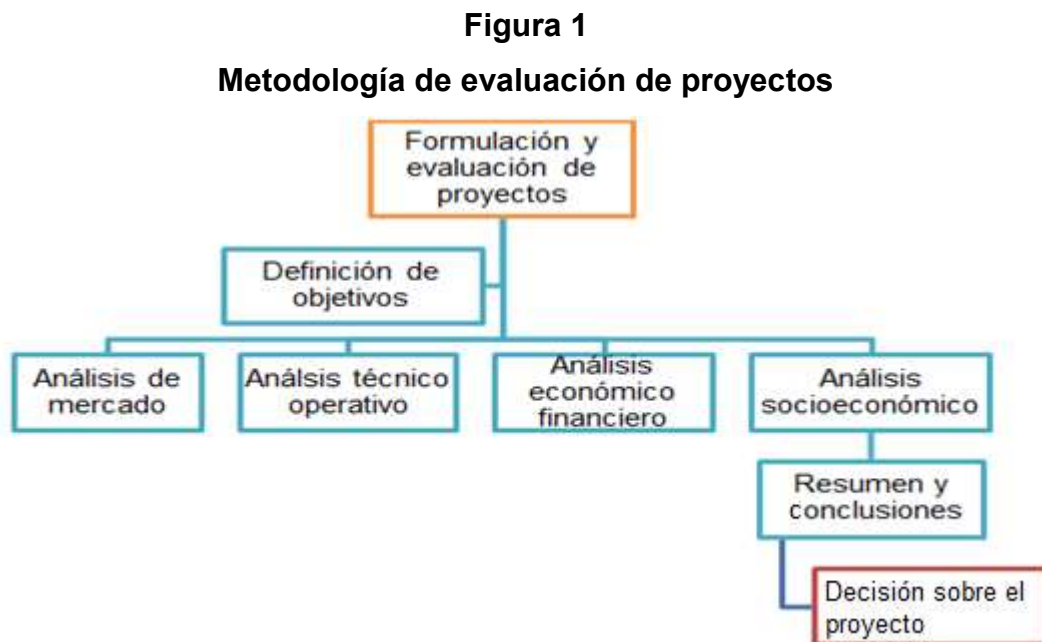 Figura 1
Metodología de evaluación de proyectos
Formulación y
evaluación de
proyectos
Definición de
objetivos
Análisis de
mercado
Análsis técnico
operativo
Análisis
económico
financiero
Análisis
socioeconómico
Resumen y
conclusiones
Decisión sobre el
proyecto